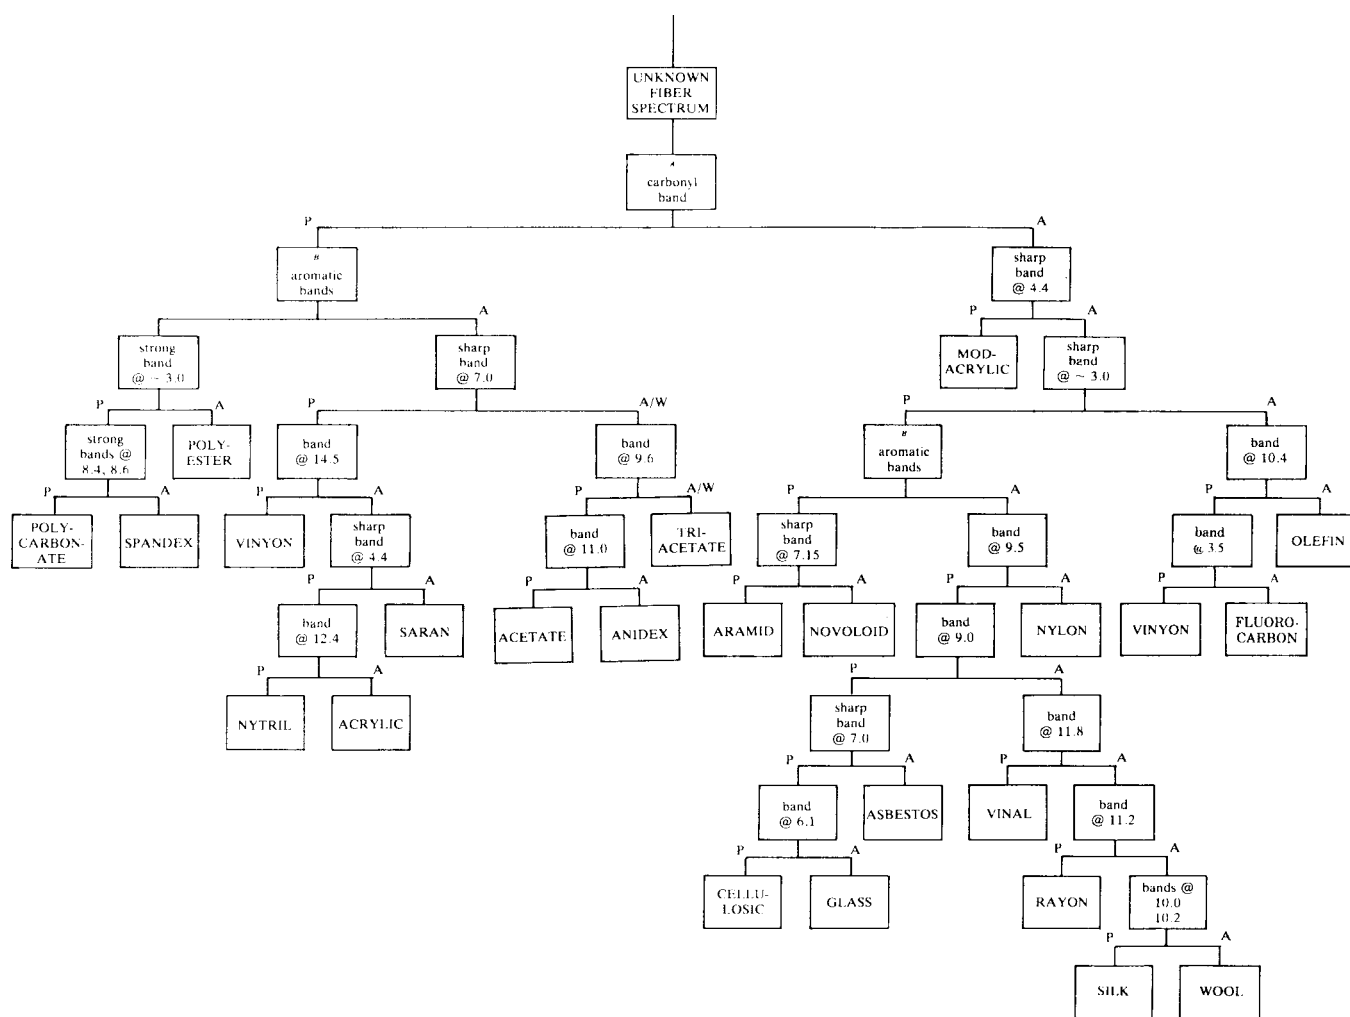 UNKNOWN
FIBER
SPECTRUM
carbonyl
band
P
A
aromatic
bands
sharp
band
@ 4.4
A
P
A
strong
band
@ ~ 3.0
sharp
band
@ 7.0
MOD-
ACRYLIC
sharp
band
@ ~ 3.0
P
A
P
A/W
P
A
strong
bands @
8.4, 8.6
POLY-
ESTER
band
@ 14.5
band
@ 9.6
aromatic
bands
band
@ 10.4
P
A
P
A
P
A/W
P
A
P
A
POLY-
CARBON-
ATE
SPANDEX
VINYON
sharp
band
@ 4.4
band
@ 11.0
TRI-
ACETATE
sharp
band
@ 7.15
band
@ 9.5
band
@ 3.5
OLEFIN
P
A
P
A
P
A
P
A
P
A
band
@ 12.4
SARAN
ACETATE
ANIDEX
ARAMID
NOVOLOID
band
@ 9.0
NYLON
VINYON
FLUORO-
CARBON
P
A
P
A
NYTRIL
ACRYLIC
sharp
band
@ 7.0
band
@ 11.8
P
A
P
A
band
@ 6.1
ASBESTOS
VINAL
band
@ 11.2
P
A
P
A
CELLU-
LOSIC
GLASS
RAYON
bands @
10.0
10.2
P
A
SILK
WOOL